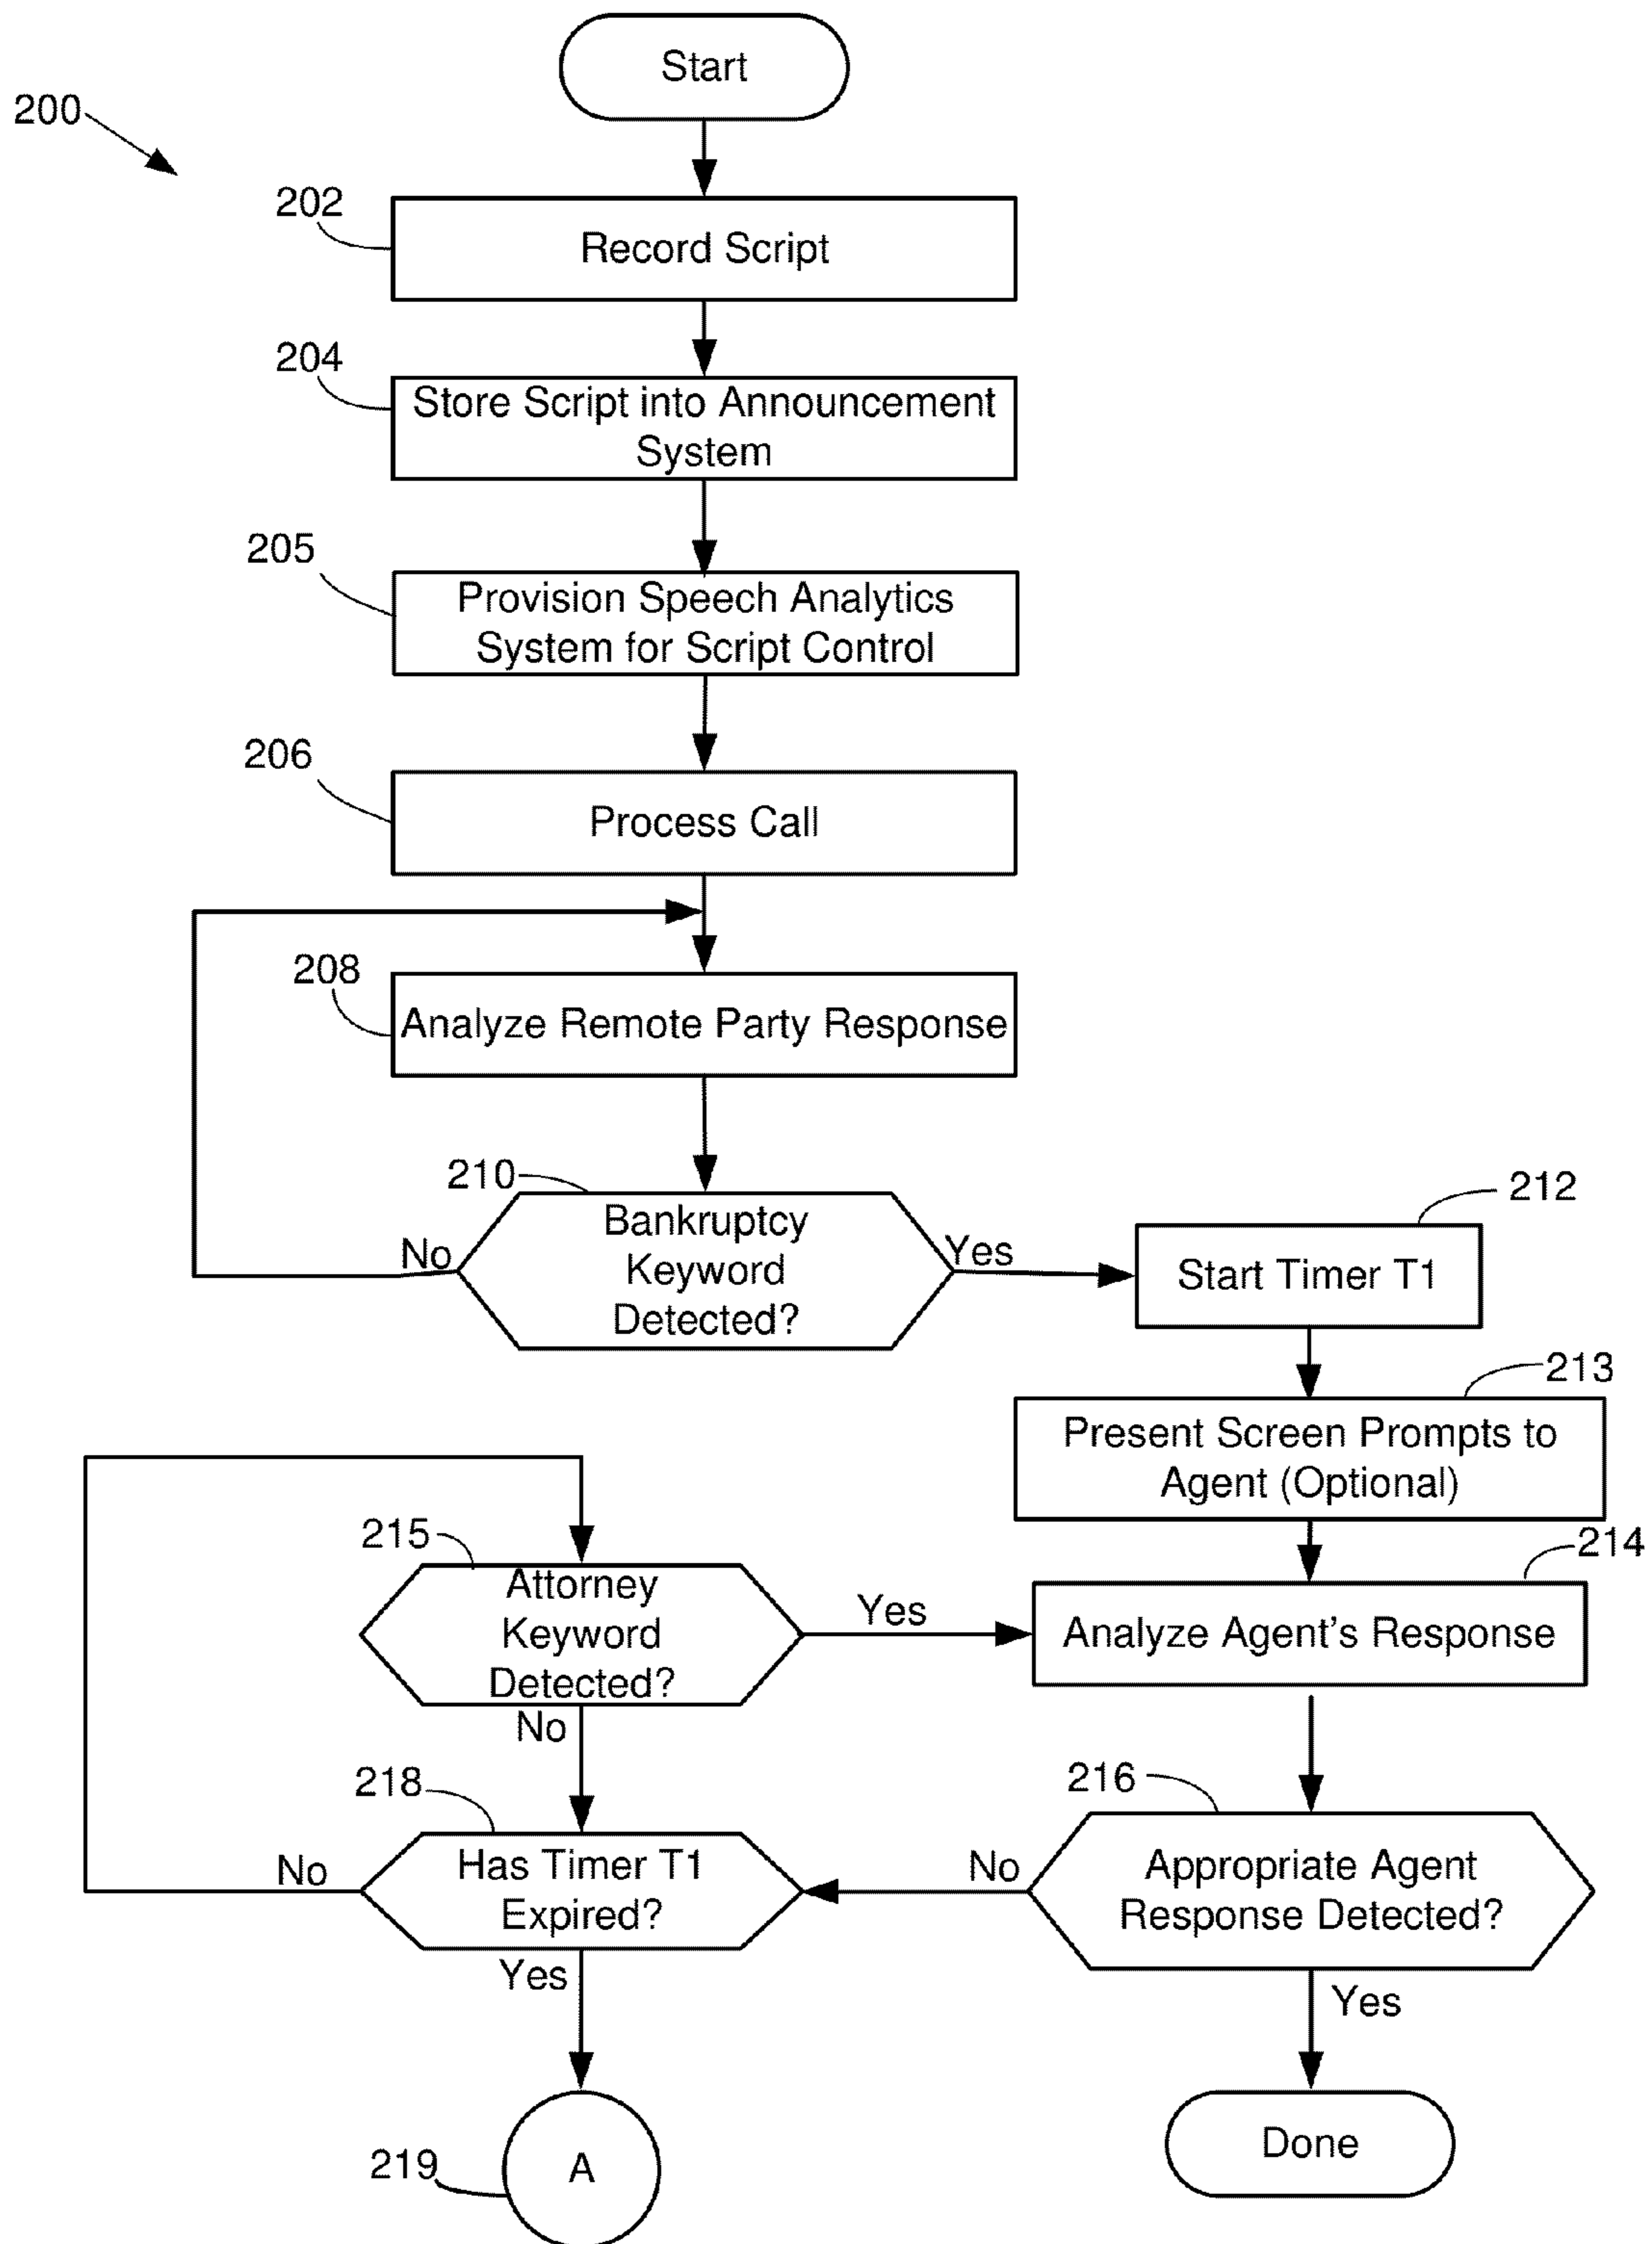 Start
200
202
Record Script
204
Store Script into Announcement
System
205
Provision Speech Analytics
System for Script Control
206
Process Call
208
Analyze Remote Party Response
210
Bankruptcy
Keyword
Detected?
No
Yes
212
Start Timer T1
213
Present Screen Prompts to
Agent (Optional)
214
Analyze Agent's Response
215
Attorney
Keyword
Detected?
Yes
No
216
Appropriate Agent
Response Detected?
No
Yes
218
Has Timer T1
Expired?
No
Yes
219
A
Done